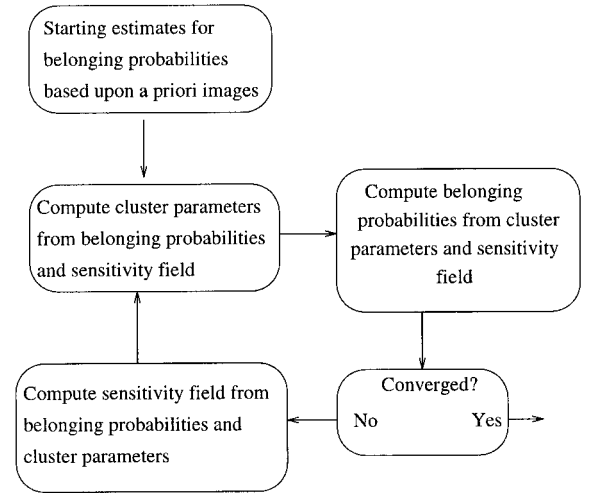 Starting estimates for
belonging probabilities
based upon a priori images
Compute cluster parameters
from belonging probabilities
and sensitivity field
Compute belonging
probabilities from cluster
parameters and sensitivity
field
Converged?
No Yes
Compute sensitivity field from
belonging probabilities and
cluster parameters